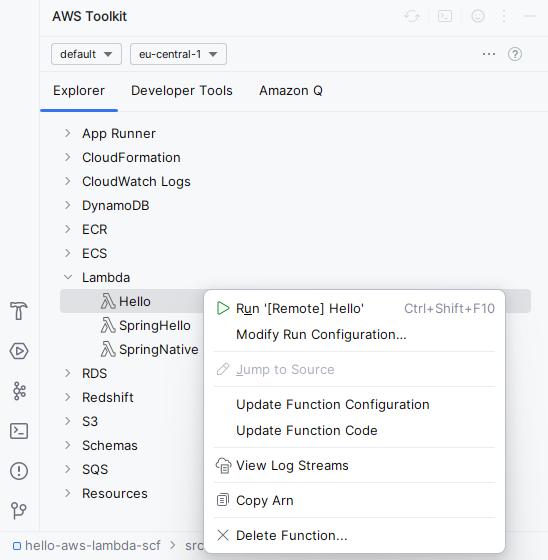 AWS Toolkit
default eu-central-1
Explorer Developer Tools Amazon Q
App Runner
CloudFormation
CloudWatch Logs
DynamoDB
ECR
ECS
Lambda
Hello
SpringHello
SpringNative
RDS
Redshift
S3
Schemas
SQS
Resources
Run '[Remote] Hello' Ctrl+Shift+F10
Modify Run Configuration...
Jump to Source
Update Function Configuration
Update Function Code
View Log Streams
Copy Arn
Delete Function...
hello-aws-lambda-scf > src